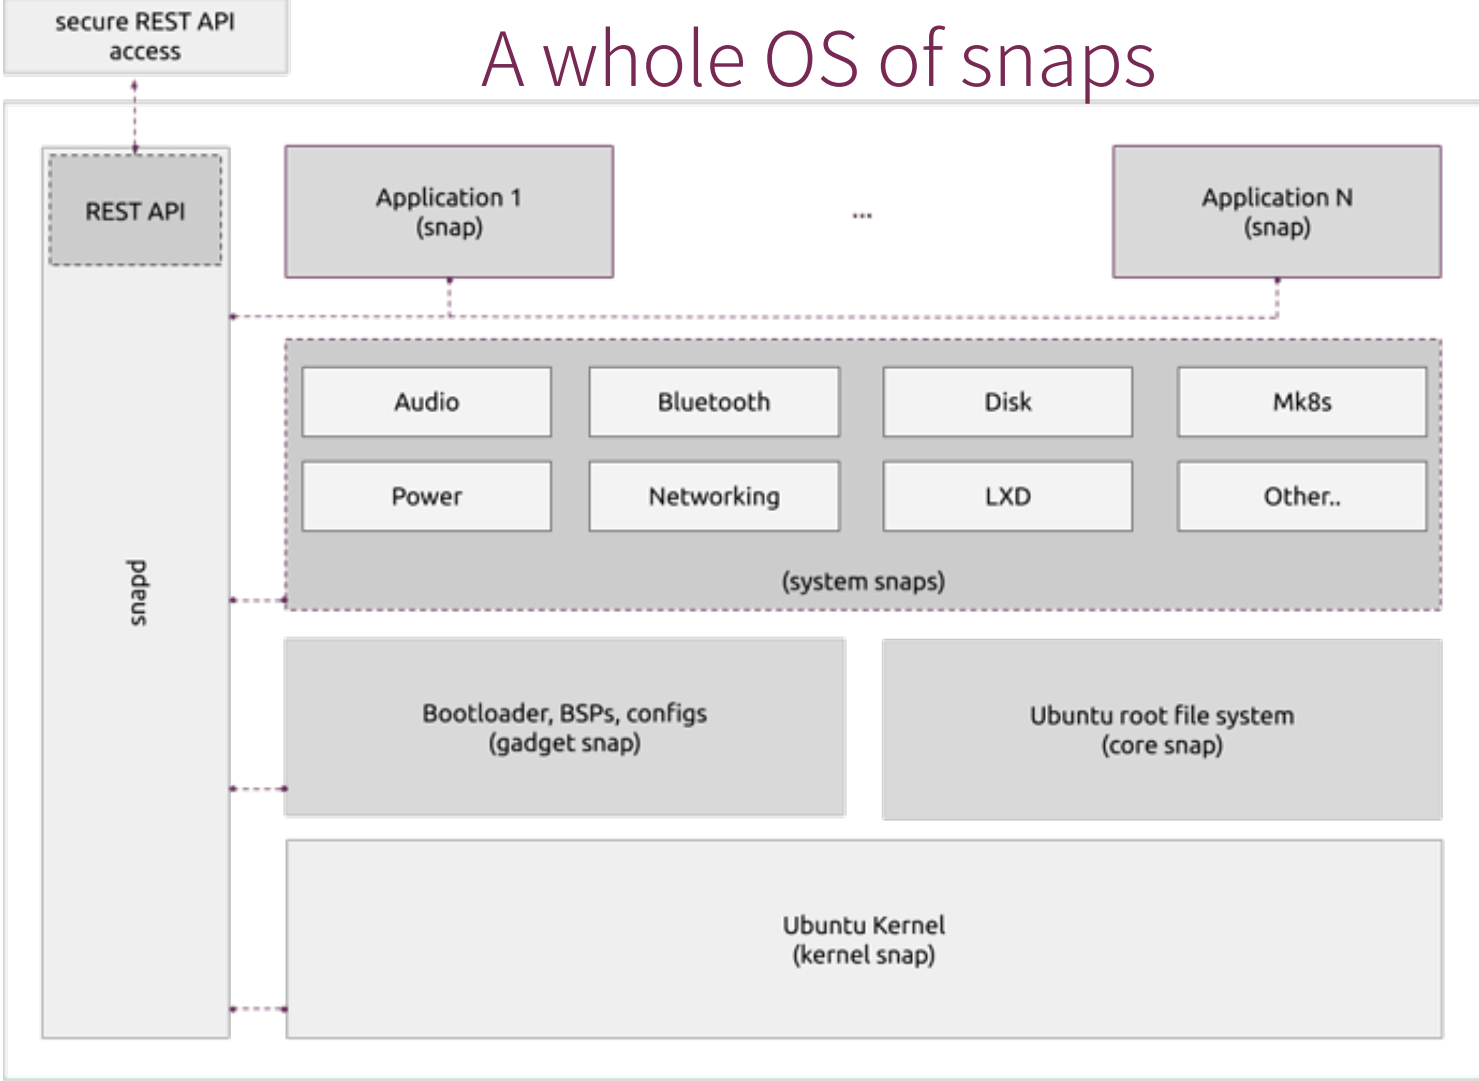 secure REST API
access
A whole OS of snaps
REST API
Application 1
(snap)
...
Application N
(snap)
Audio
Bluetooth
Disk
Mk8s
Power
Networking
LXD
Other..
(system snaps)
snapd
Bootloader, BSPs, configs
(gadget snap)
Ubuntu root file system
(core snap)
Ubuntu Kernel
(kernel snap)